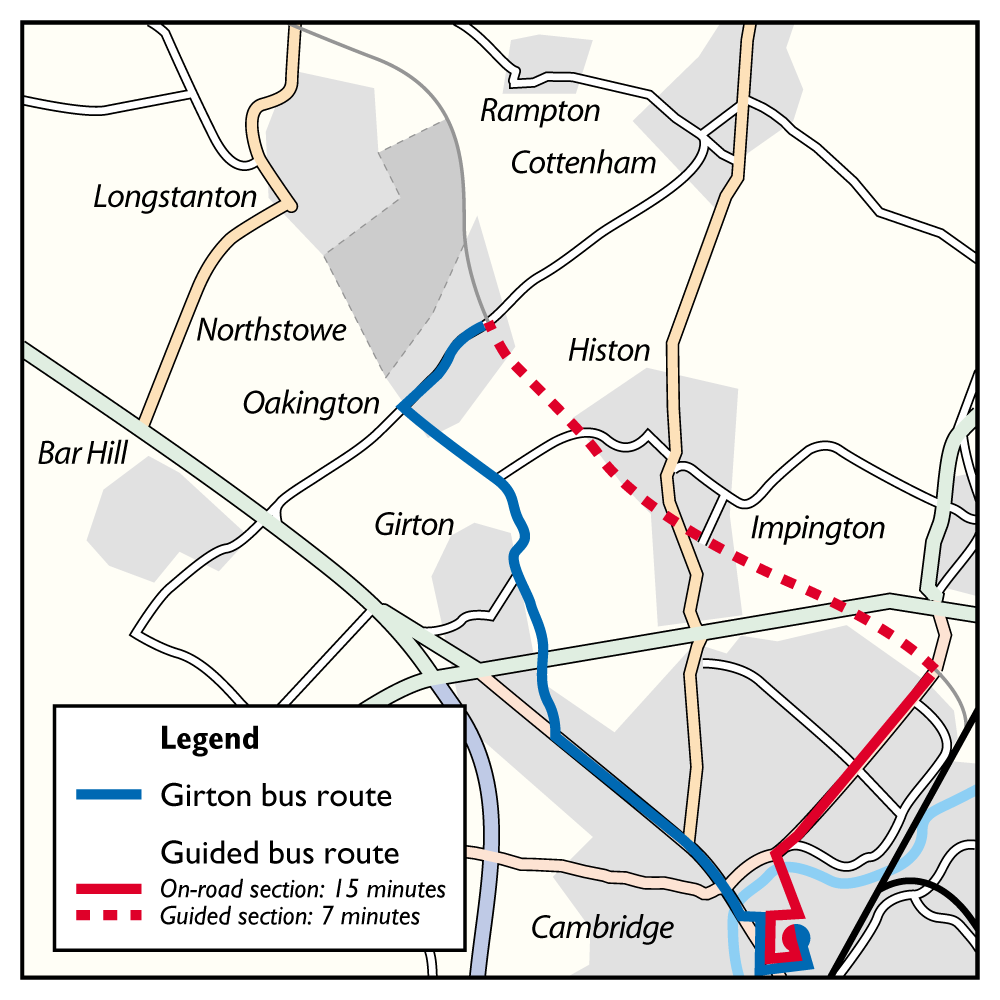 Rampton
Cottenham
Longstanton
Northstowe
Histon
Oakington
Bar Hill
Girton
Impington
Legend
Girton bus route
Guided bus route
On-road section: 15 minutes
Guided section: 7 minutes
Cambridge